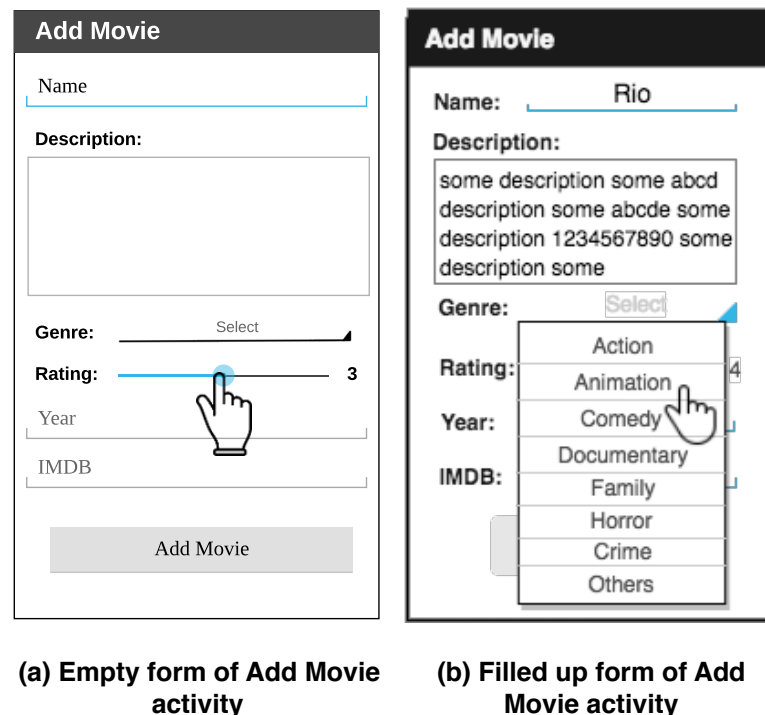 Add Movie
Name
Description:
Genre:
Select
Rating:
3
Year
IMDB
Add Movie
(a) Empty form of Add Movie
activity
Add Movie
Name:
Rio
Description:
some description some abcd
description some abcde some
description 1234567890 some
description some
Genre:
Select
Action
Rating:
4
Animation
Year:
Comedy
Documentary
IMDB:
Family
Horror
Crime
Others
(b) Filled up form of Add
Movie activity